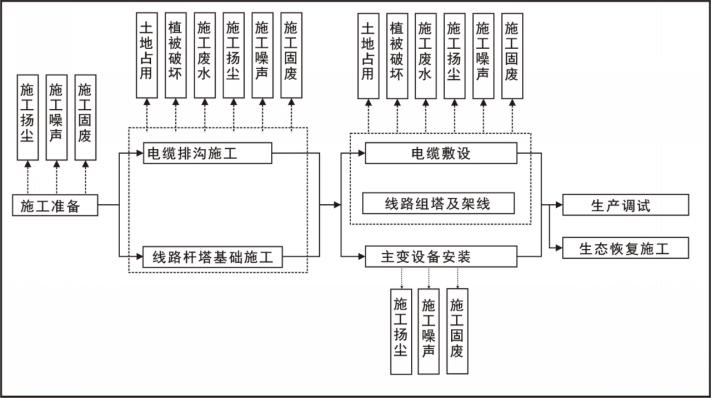 土地占用
植被破坏
施工废水
施工扬尘
施工噪声
施工固废
土地占用
植被破坏
施工废水
施工扬尘
施工噪声
施工固废
施工扬尘
施工噪声
施工固废
电缆排沟施工
电缆敷设
施工准备
线路组塔及架线
生产调试
线路杆塔基础施工
主变设备安装
生态恢复施工
施工扬尘
施工噪声
施工固废